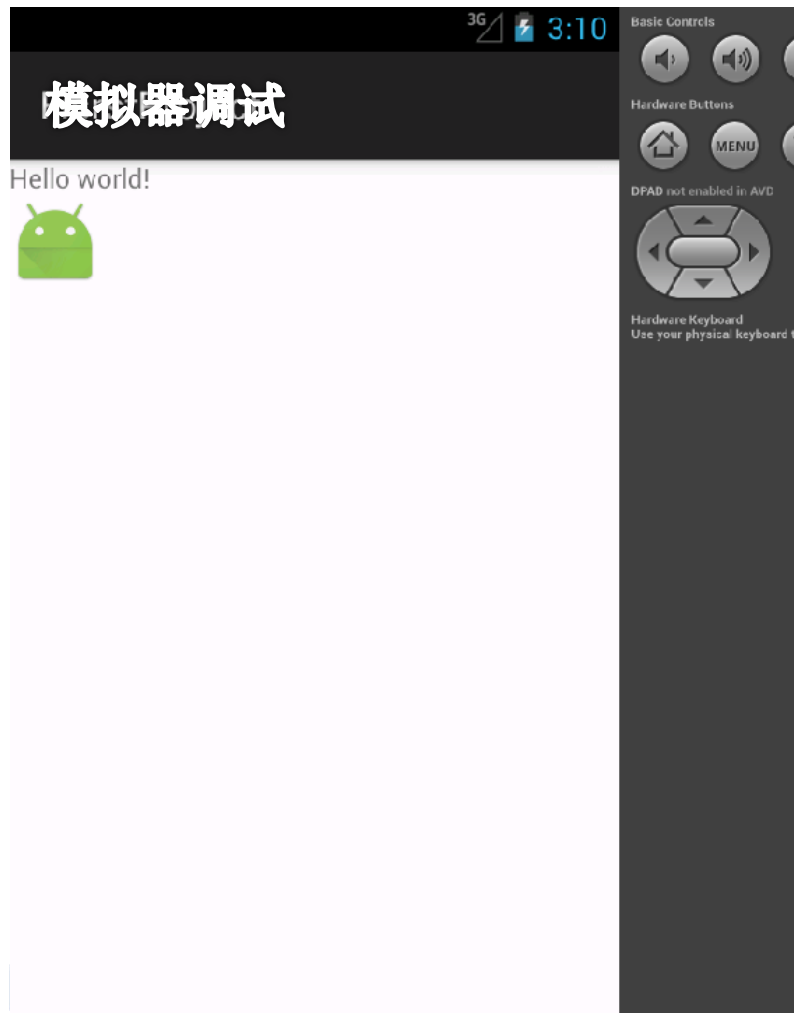 3G 3:10
模拟器调试
Hello world!
Basic Controls
Hardware Buttons
MENU
DPAD not enabled in AVD
Hardware Keyboard
Use your physical keyboard t